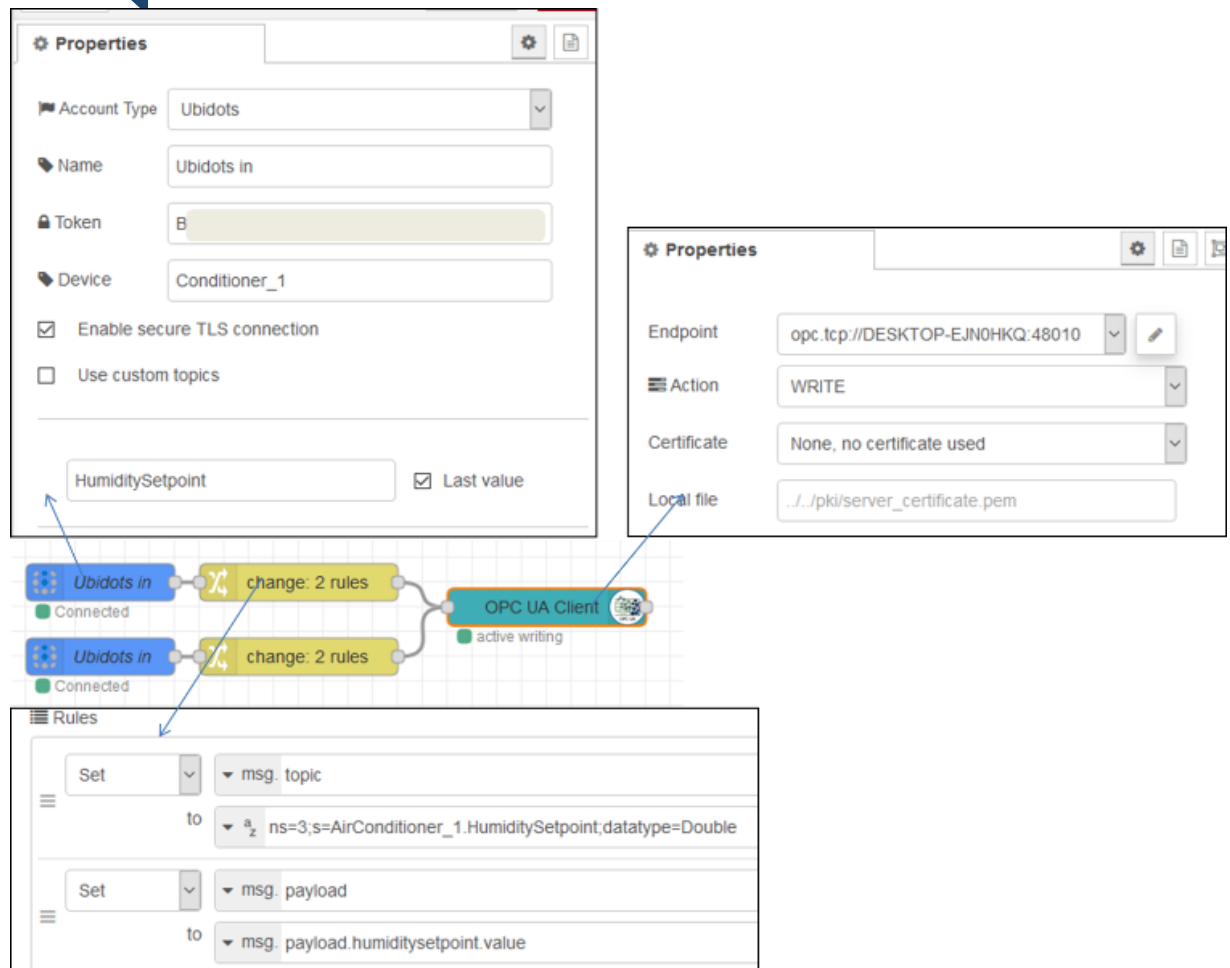 Properties
Account Type Ubidots
Name Ubidots in
Token B
Device Conditioner_1
Enable secure TLS connection
Use custom topics
HumiditySetpoint Last value
Properties
Endpoint opc.tcp://DESKTOP-EJN0HKQ:48010
Action WRITE
Certificate None, no certificate used
Local file ../../pki/server_certificate.pem
Ubidots in change: 2 rules
Connected
OPC UA Client
OPC UA
active writing
Ubidots in change: 2 rules
Connected
Rules
Set msg. topic
to az ns=3;s=AirConditioner_1.HumiditySetpoint;datatype=Double
Set msg. payload
to msg. payload.humiditysetpoint.value